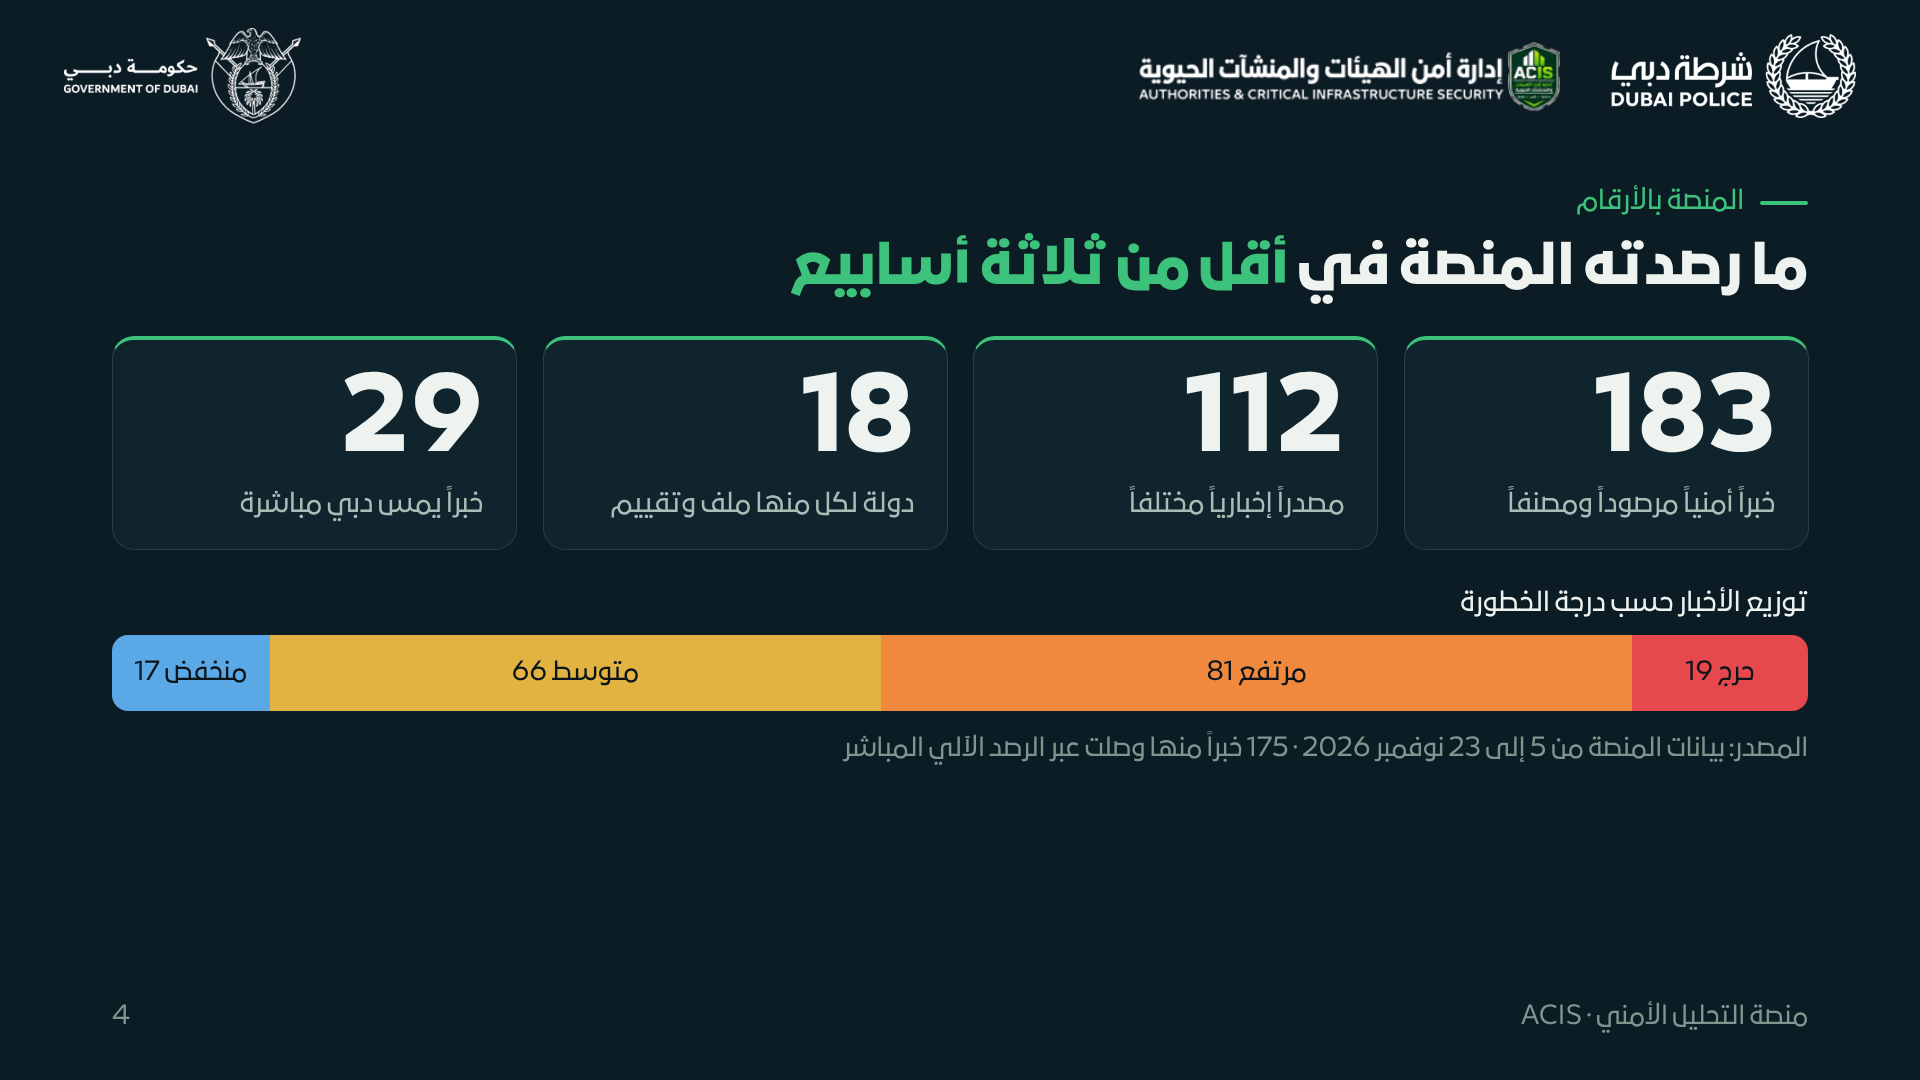 شرطة دبي
DUBAI POLICE
إدارة أمن الهيئات والمنشآت الحيوية
AUTHORITIES & CRITICAL INFRASTRUCTURE SECURITY
ACIS
حكومة دبي
GOVERNMENT OF DUBAI
المنصة بالأرقام
ما رصدته المنصة في أقل من ثلاثة أسابيع
183
خبراً أمنياً مرصوداً ومصنفاً
112
مصدراً إخبارياً مختلفاً
18
دولة لكل منها ملف وتقييم
29
خبراً يمس دبي مباشرة
توزيع الأخبار حسب درجة الخطورة
حرج 19
مرتفع 81
متوسط 66
منخفض 17
المصدر: بيانات المنصة من 5 إلى 23 نوفمبر 2026 · 175 خبراً منها وصلت عبر الرصد الآلي المباشر
منصة التحليل الأمني · ACIS
4